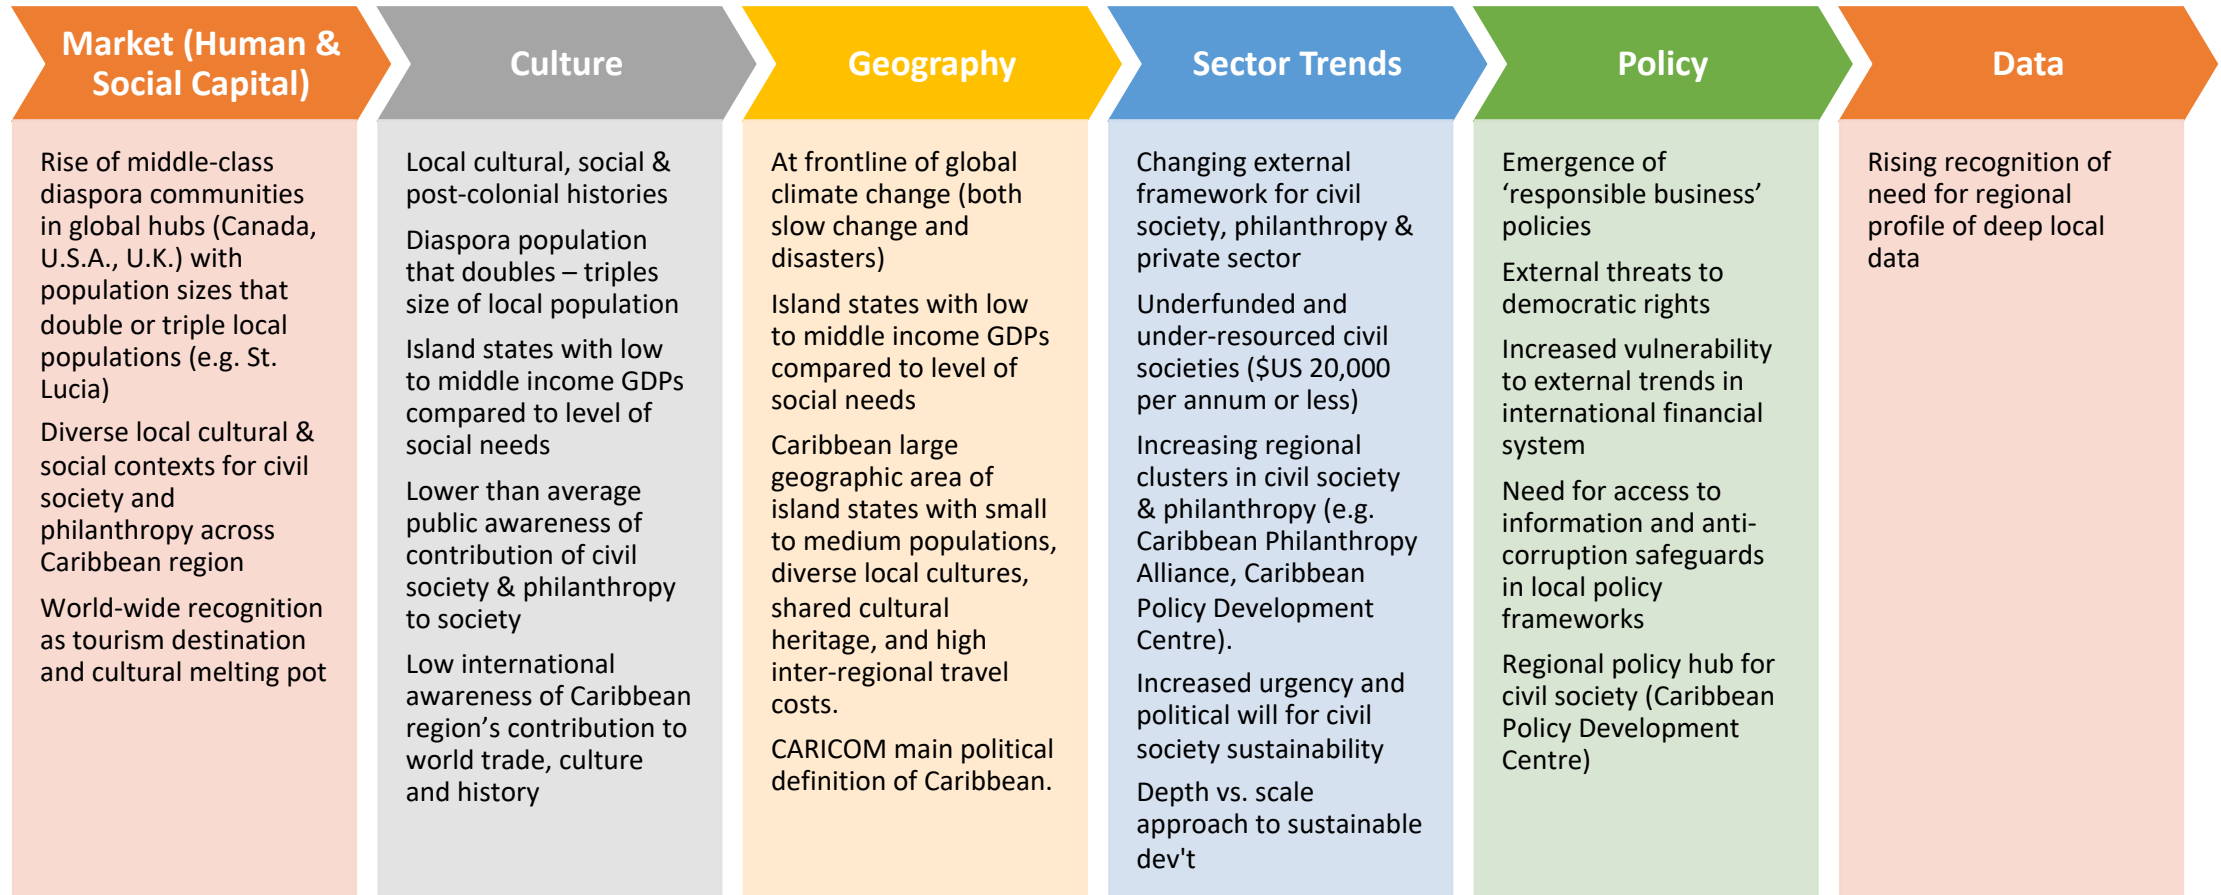 Market (Human &
Social Capital)
Rise of middle-class
diaspora communities
in global hubs (Canada,
U.S.A., U.K.) with
population sizes that
double or triple local
populations (e.g. St.
Lucia)
Diverse local cultural &
social contexts for civil
society and
philanthropy across
Caribbean region
World-wide recognition
as tourism destination
and cultural melting pot
Culture
Local cultural, social &
post-colonial histories
Diaspora population
that doubles – triples
size of local population
Island states with low
to middle income GDPs
compared to level of
social needs
Lower than average
public awareness of
contribution of civil
society & philanthropy
to society
Low international
awareness of Caribbean
region’s contribution to
world trade, culture
and history
Geography
At frontline of global
climate change (both
slow change and
disasters)
Island states with low
to middle income GDPs
compared to level of
social needs
Caribbean large
geographic area of
island states with small
to medium populations,
diverse local cultures,
shared cultural
heritage, and high
inter-regional travel
costs.
CARICOM main political
definition of Caribbean.
Sector Trends
Changing external
framework for civil
society, philanthropy &
private sector
Underfunded and
under-resourced civil
societies ($US 20,000
per annum or less)
Increasing regional
clusters in civil society
& philanthropy (e.g.
Caribbean Philanthropy
Alliance, Caribbean
Policy Development
Centre).
Increased urgency and
political will for civil
society sustainability
Depth vs. scale
approach to sustainable
dev't
Policy
Emergence of
‘responsible business’
policies
External threats to
democratic rights
Increased vulnerability
to external trends in
international financial
system
Need for access to
information and anti-
corruption safeguards
in local policy
frameworks
Regional policy hub for
civil society (Caribbean
Policy Development
Centre)
Data
Rising recognition of
need for regional
profile of deep local
data